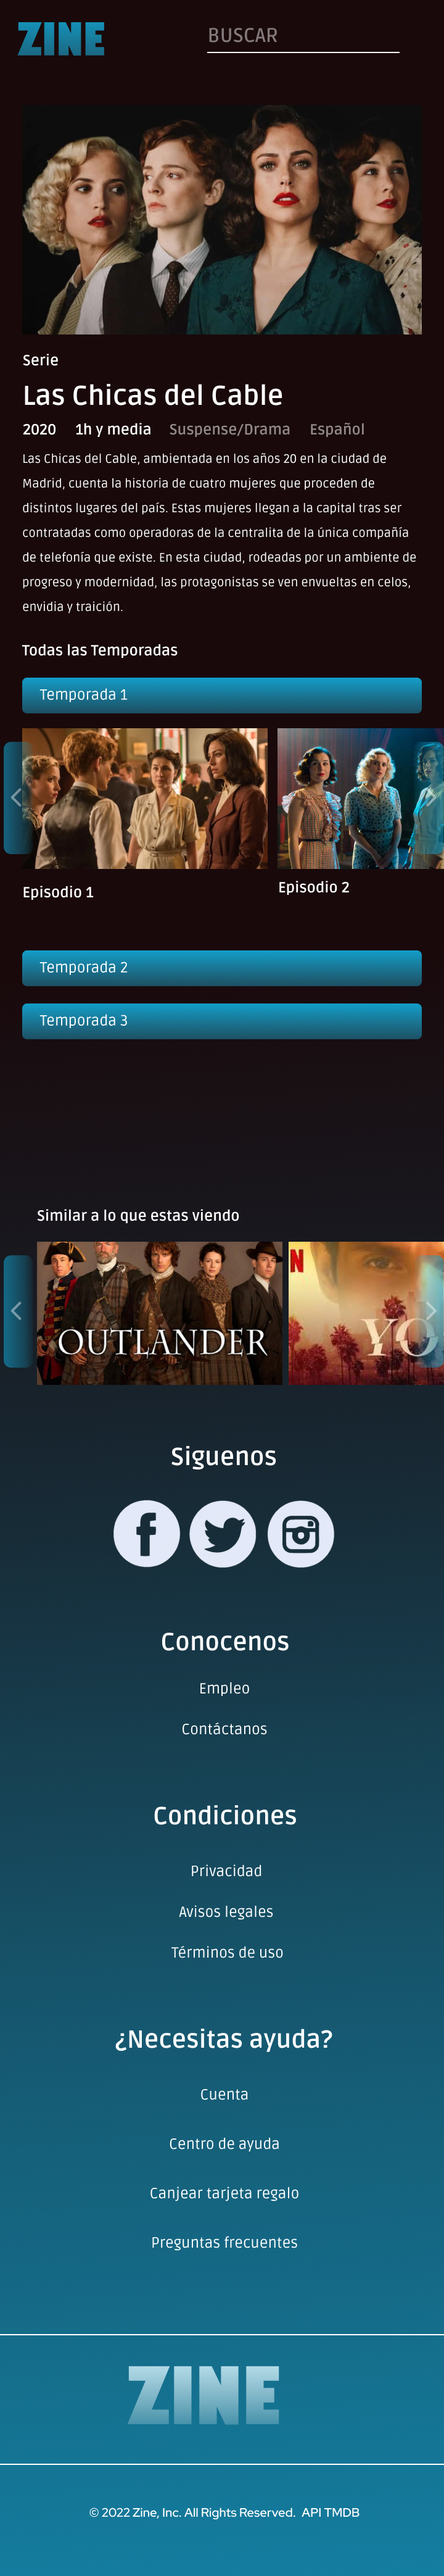 ZINE
BUSCAR
Serie
Las Chicas del Cable
2020 1h y media Suspense/Drama Español
Las Chicas del Cable, ambientada en los años 20 en la ciudad de
Madrid, cuenta la historia de cuatro mujeres que proceden de
distintos lugares del país. Estas mujeres llegan a la capital tras ser
contratadas como operadoras de la centralita de la única compañía
de telefonía que existe. En esta ciudad, rodeadas por un ambiente de
progreso y modernidad, las protagonistas se ven envueltas en celos,
envidia y traición.
Todas las Temporadas
Temporada 1
Episodio 1
Episodio 2
Temporada 2
Temporada 3
Similar a lo que estas viendo
OUTLANDER
N
YO
Siguenos
Conocenos
Empleo
Contáctanos
Condiciones
Privacidad
Avisos legales
Términos de uso
¿Necesitas ayuda?
Cuenta
Centro de ayuda
Canjear tarjeta regalo
Preguntas frecuentes
ZINE
© 2022 Zine, Inc. All Rights Reserved. API TMDB